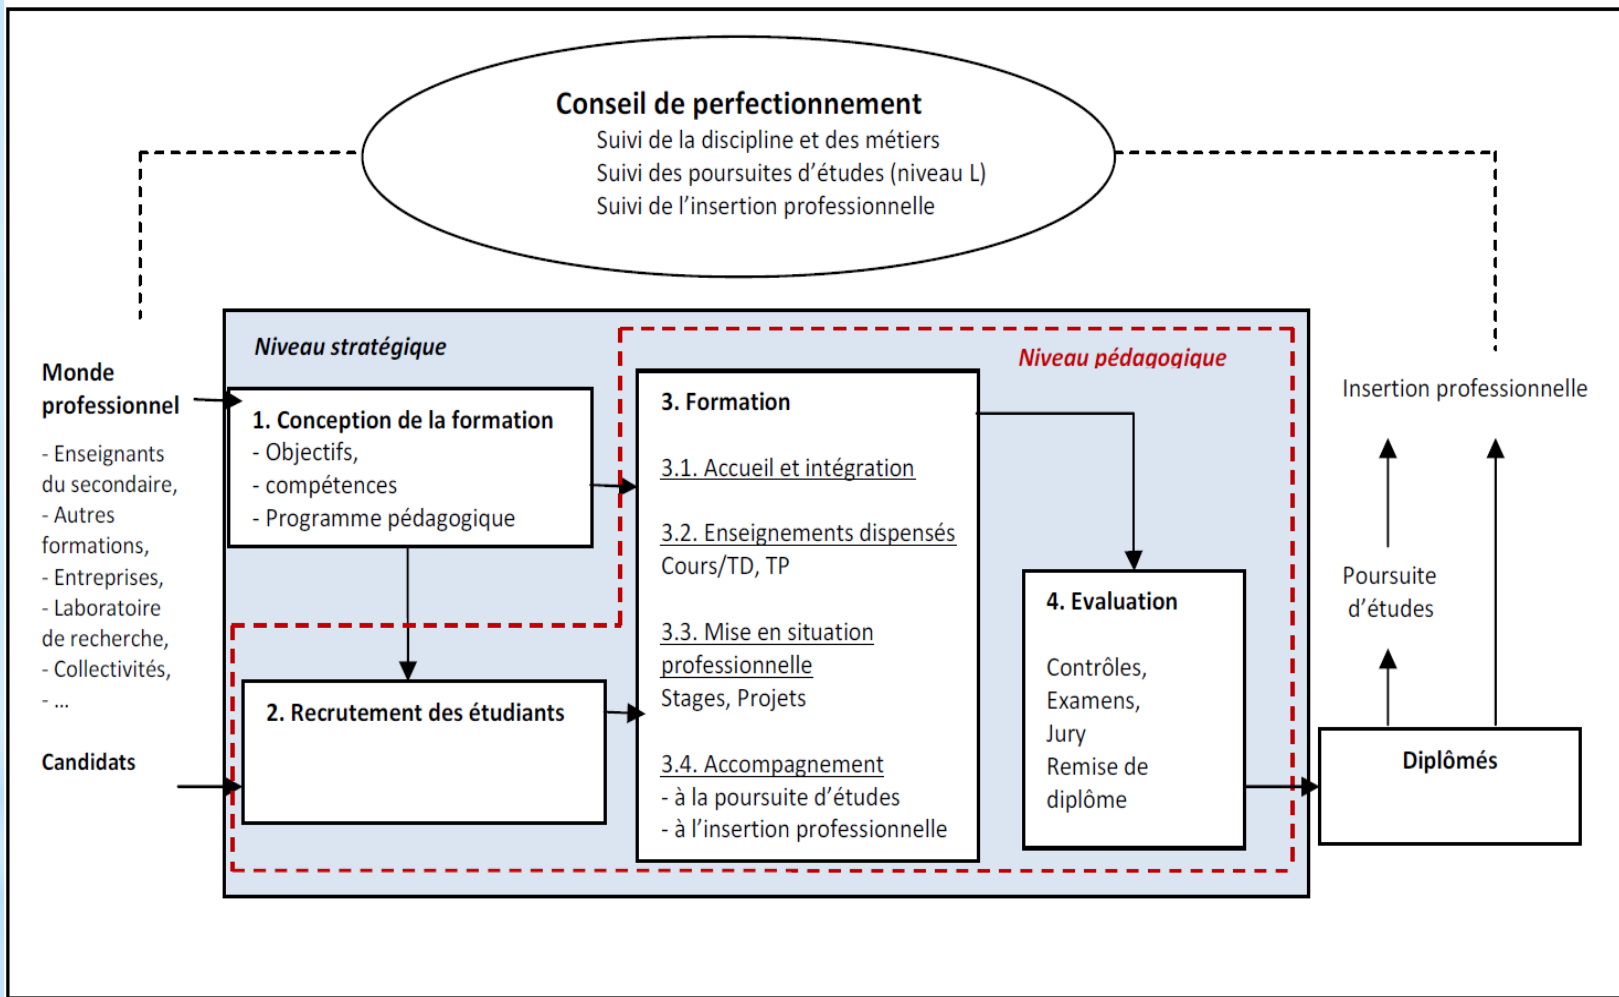 Conseil de perfectionnement
Suivi de la discipline et des métiers
Suivi des poursuites d’études (niveau L)
Suivi de l’insertion professionnelle
Niveau stratégique
Niveau pédagogique
Monde
professionnel
- Enseignants
du secondaire,
- Autres
formations,
- Entreprises,
- Laboratoire
de recherche,
- Collectivités,
- ...
Candidats
1. Conception de la formation
- Objectifs,
- compétences
- Programme pédagogique
2. Recrutement des étudiants
3. Formation
3.1. Accueil et intégration
3.2. Enseignements dispensés
Cours/TD, TP
3.3. Mise en situation
professionnelle
Stages, Projets
3.4. Accompagnement
- à la poursuite d’études
- à l’insertion professionnelle
4. Evaluation
Contrôles,
Examens,
Jury
Remise de
diplôme
Insertion professionnelle
Poursuite
d’études
Diplômés